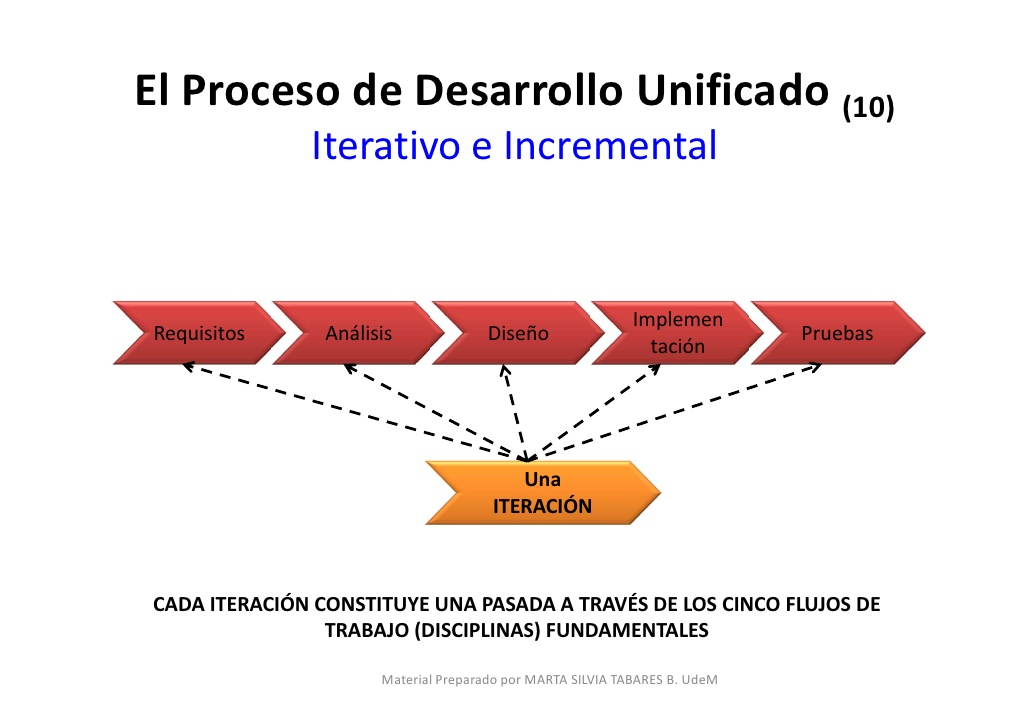 El Proceso de Desarrollo Unificado (10)
Iterativo e Incremental
Requisitos
Análisis
Diseño
Implemen
tación
Pruebas
Una
ITERACIÓN
CADA ITERACIÓN CONSTITUYE UNA PASADA A TRAVÉS DE LOS CINCO FLUJOS DE
TRABAJO (DISCIPLINAS) FUNDAMENTALES
Material Preparado por MARTA SILVIA TABARES B. UdeM